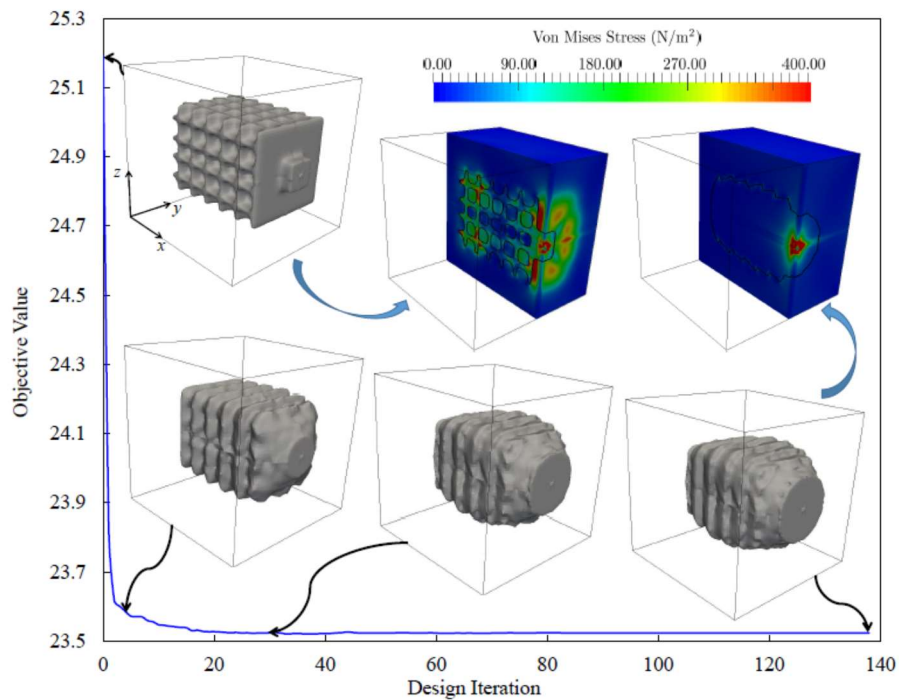 25.3
25.1
24.9
24.7
24.5
24.3
24.1
23.9
23.7
23.5
Objective Value
Von Mises Stress (N/m²)
0.00 90.00 180.00 270.00 400.00
z
y
x
0 20 40 60 80 100 120 140
Design Iteration